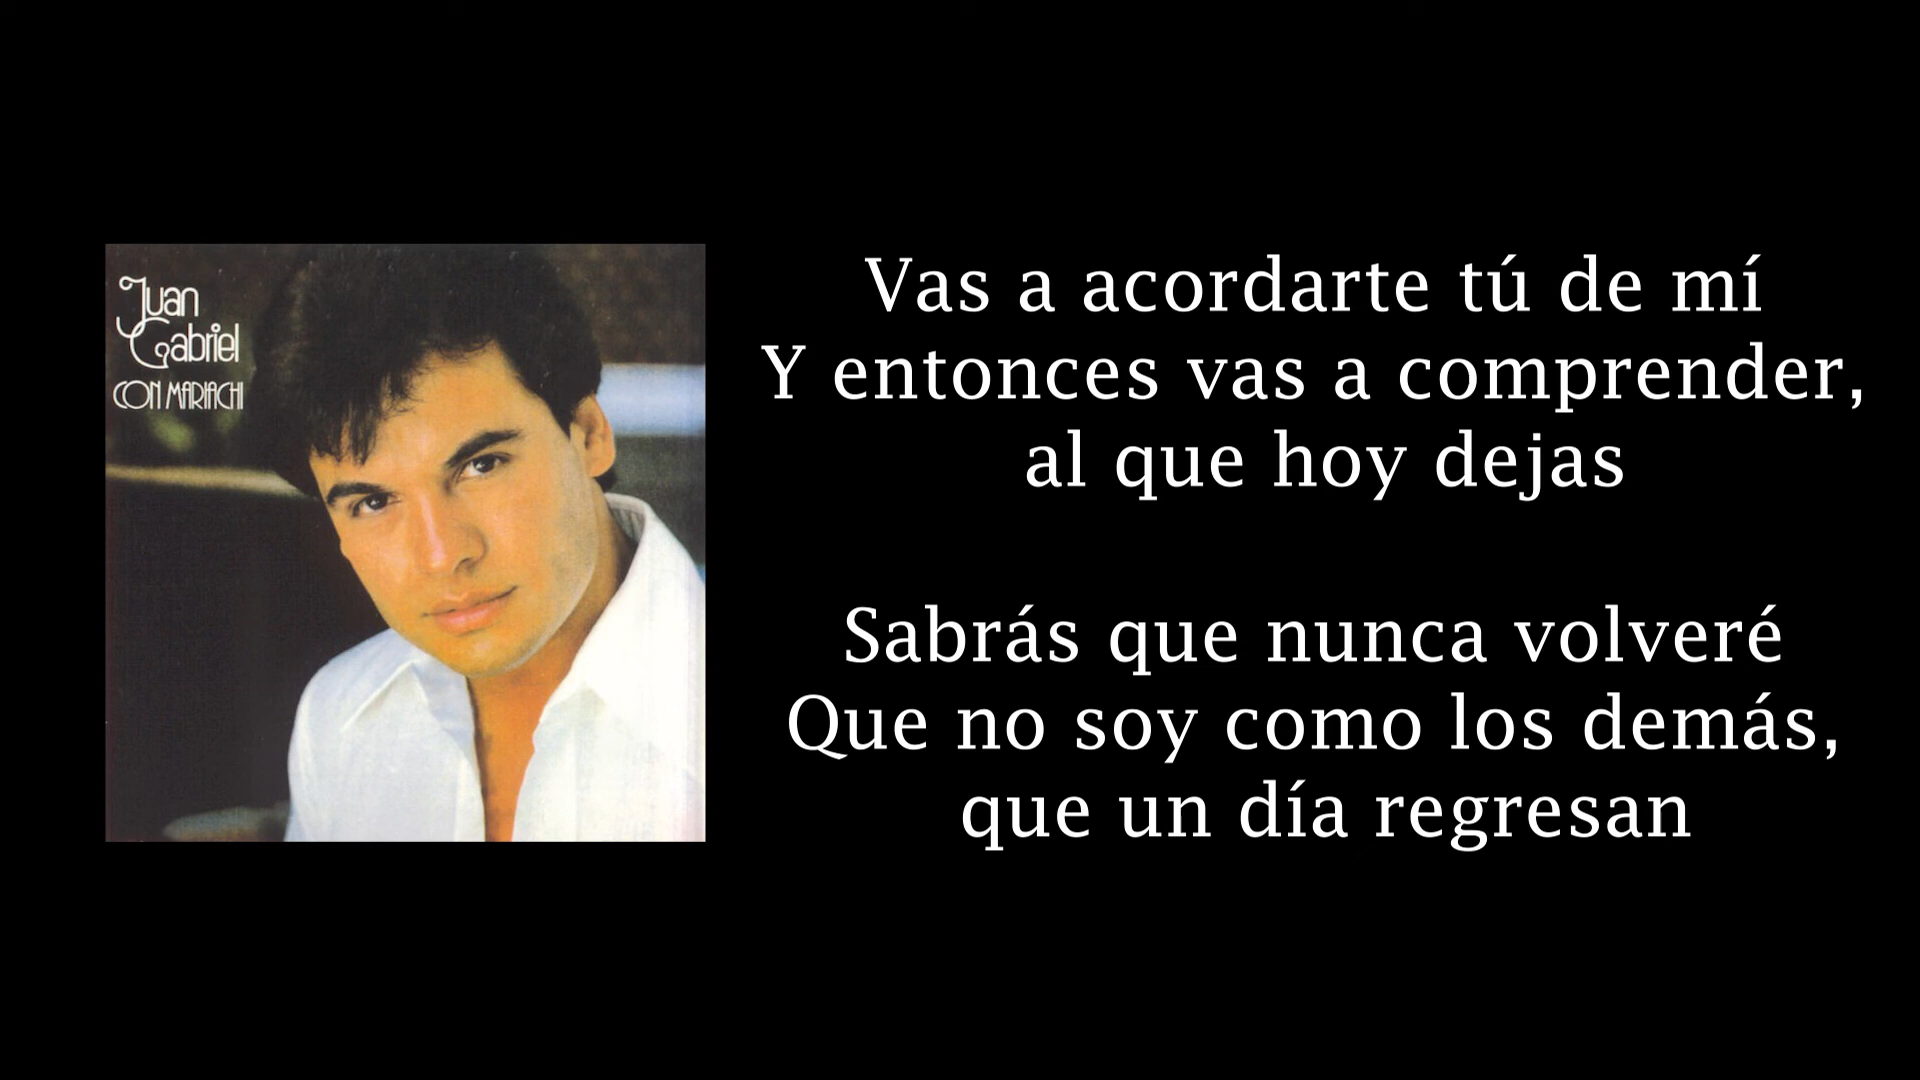 Juan
Gabriel
CON MARIACHI
Vas a acordarte tú de mí
Y entonces vas a comprender,
al que hoy dejas
Sabrás que nunca volveré
Que no soy como los demás,
que un día regresan